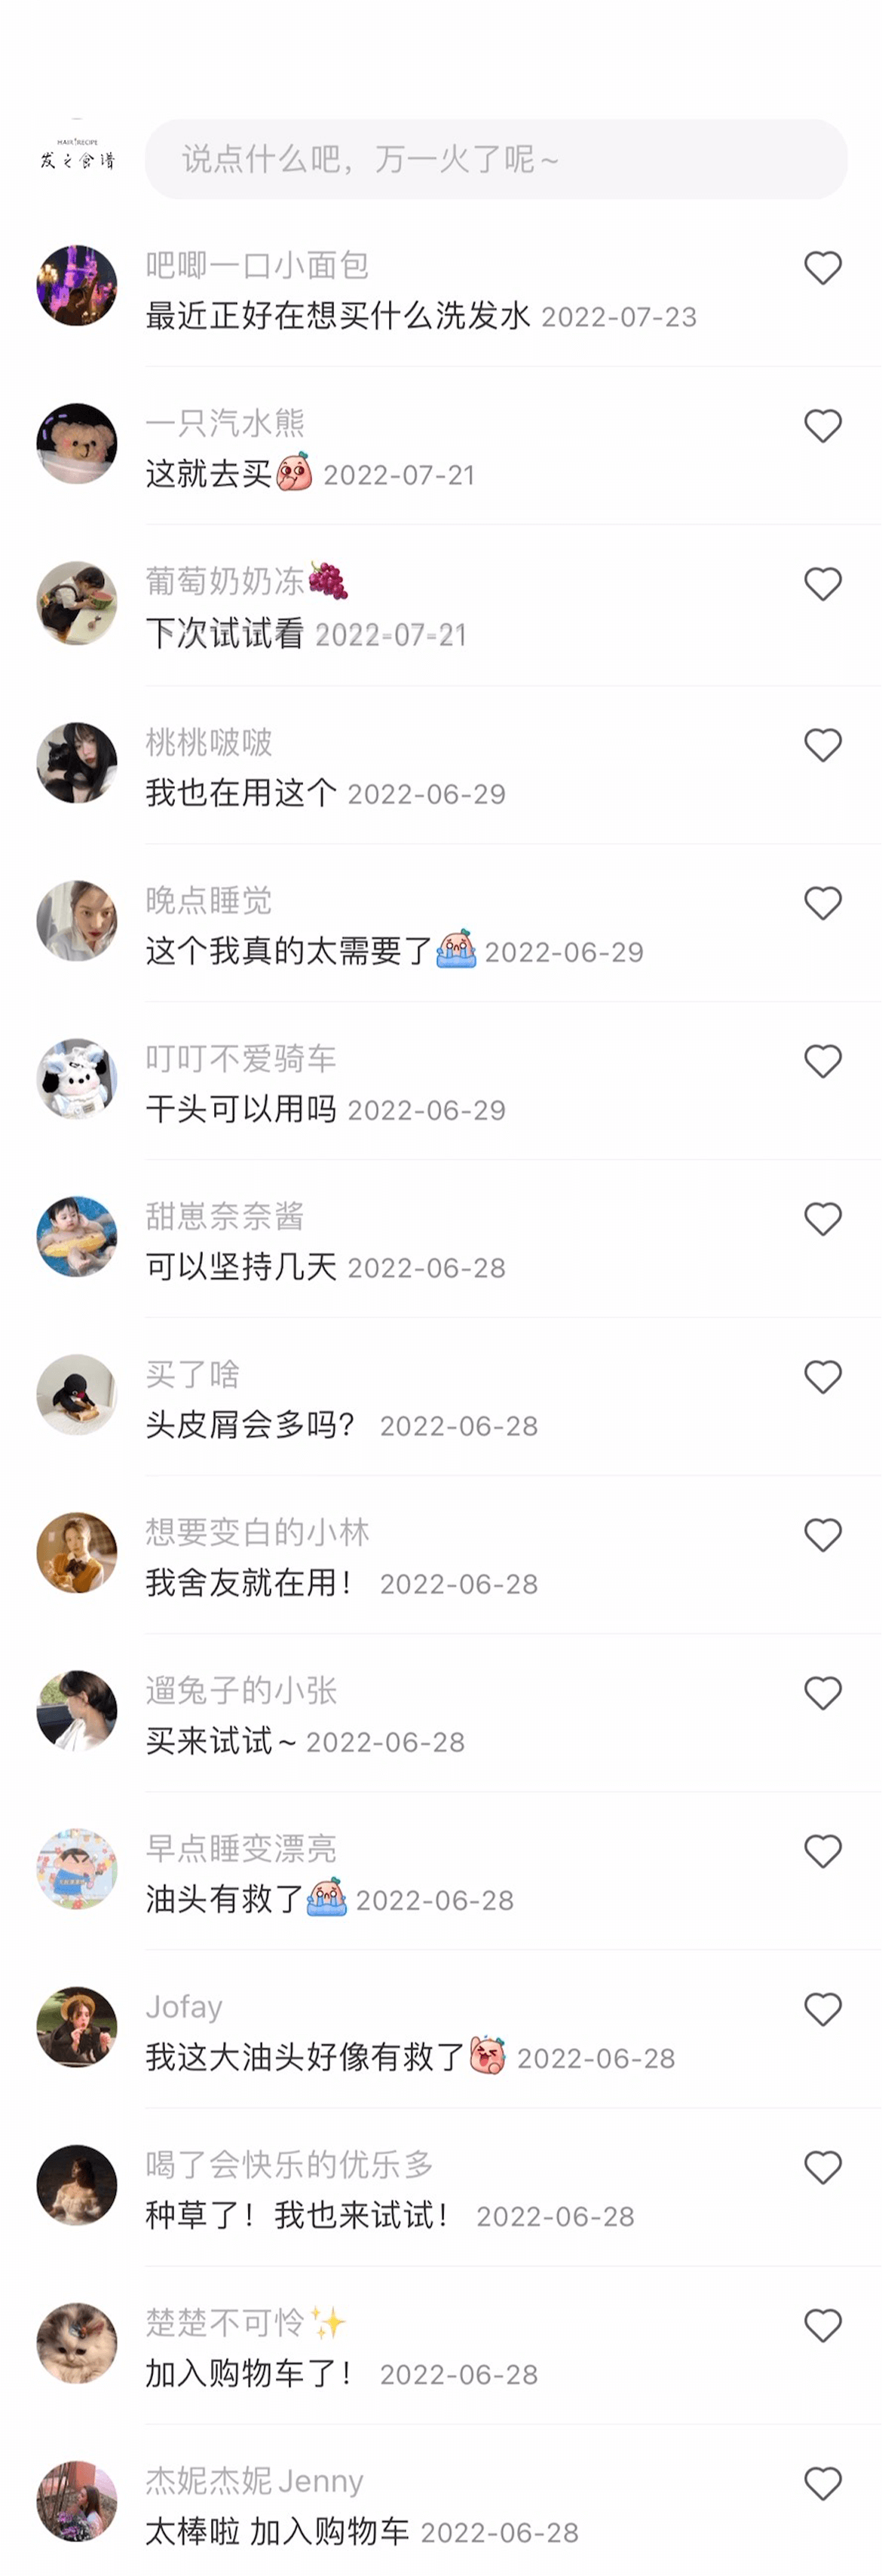 HAIR RECIPE
发之食谱
说点什么吧，万一火了呢~
吧唧一口小面包
最近正好在想买什么洗发水 2022-07-23
一只汽水熊
这就去买 2022-07-21
葡萄奶奶冻🍇
下次试试看 2022-07-21
桃桃啵啵
我也在用这个 2022-06-29
晚点睡觉
这个我真的太需要了 2022-06-29
叮叮不爱骑车
干头可以用吗 2022-06-29
甜崽奈奈酱
可以坚持几天 2022-06-28
买了啥
头皮屑会多吗？ 2022-06-28
想要变白的小林
我舍友就在用！ 2022-06-28
遛兔子的小张
买来试试~ 2022-06-28
早点睡变漂亮
油头有救了 2022-06-28
Jofay
我这大油头好像有救了 2022-06-28
喝了会快乐的优乐多
种草了！我也来试试！ 2022-06-28
楚楚不可怜✨
加入购物车了！ 2022-06-28
杰妮杰妮Jenny
太棒啦 加入购物车 2022-06-28